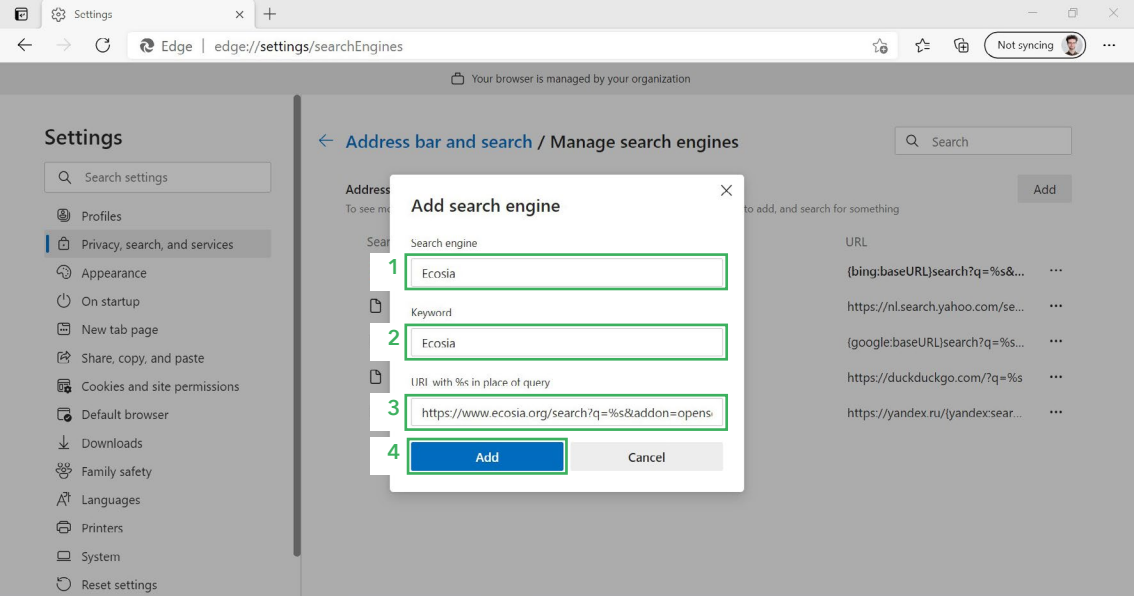 Settings
Edge | edge://settings/searchEngines
Not syncing
Your browser is managed by your organization
Settings
Search settings
Profiles
Privacy, search, and services
Appearance
On startup
New tab page
Share, copy, and paste
Cookies and site permissions
Default browser
Downloads
Family safety
Languages
Printers
System
Reset settings
Address bar and search / Manage search engines
Search
Address
Add
to add, and search for something
URL
{bing:baseURL}search?q=%s&...
https://nl.search.yahoo.com/se...
{google:baseURL}search?q=%s...
https://duckduckgo.com/?q=%s
https://yandex.ru/{yandex:sear...
Add search engine
Search engine
1 Ecosia
Keyword
2 Ecosia
URL with %s in place of query
3 https://www.ecosia.org/search?q=%s&addon=opens
4 Add
Cancel